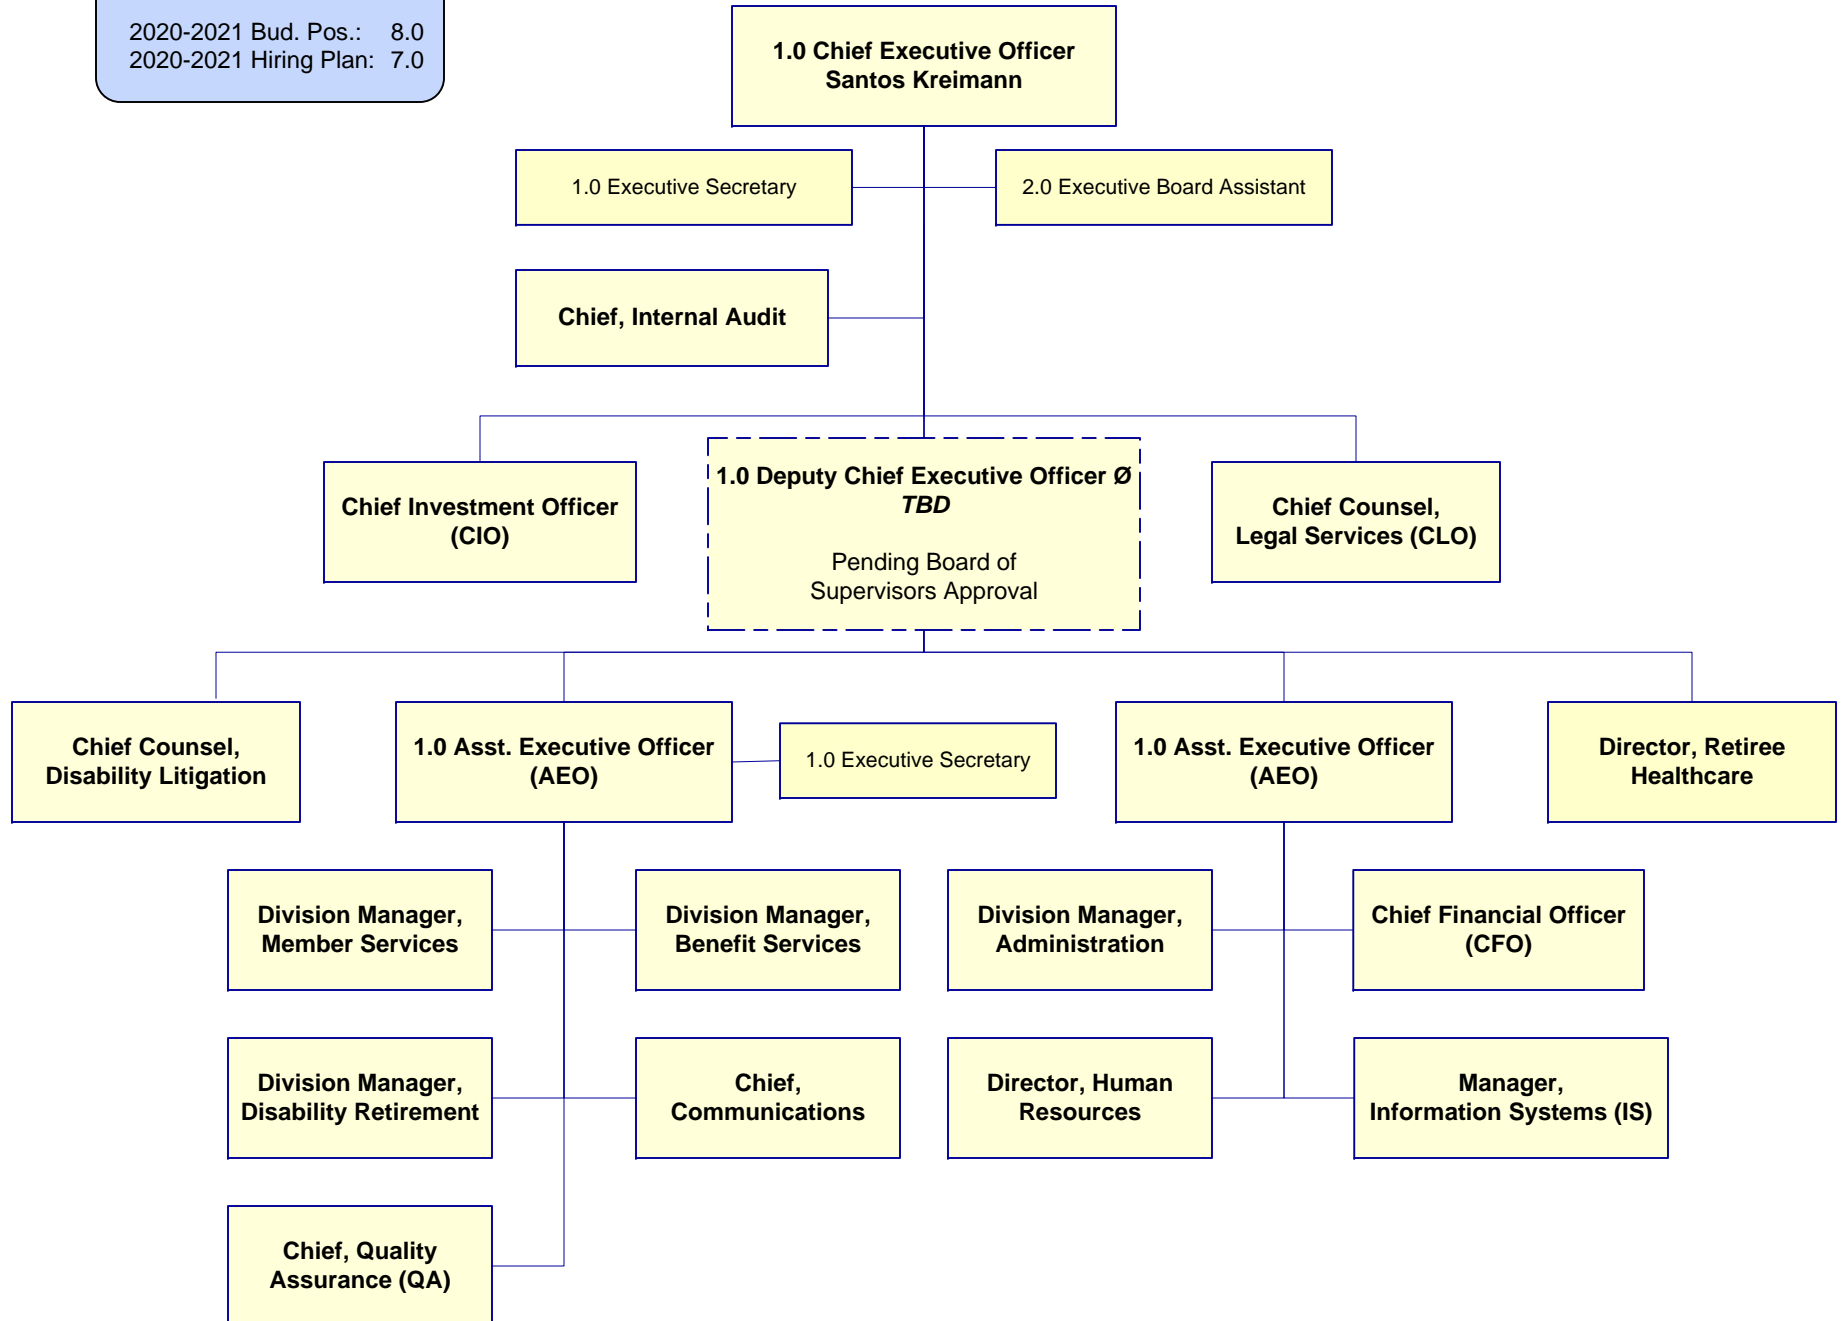 2020-2021 Bud. Pos.: 8.0
2020-2021 Hiring Plan: 7.0
1.0 Chief Executive Officer
Santos Kreimann
1.0 Executive Secretary
2.0 Executive Board Assistant
Chief, Internal Audit
Chief Investment Officer
(CIO)
1.0 Deputy Chief Executive Officer Ø
TBD
Pending Board of
Supervisors Approval
Chief Counsel,
Legal Services (CLO)
Chief Counsel,
Disability Litigation
1.0 Asst. Executive Officer
(AEO)
1.0 Executive Secretary
1.0 Asst. Executive Officer
(AEO)
Director, Retiree
Healthcare
Division Manager,
Member Services
Division Manager,
Benefit Services
Division Manager,
Administration
Chief Financial Officer
(CFO)
Division Manager,
Disability Retirement
Chief,
Communications
Director, Human
Resources
Manager,
Information Systems (IS)
Chief, Quality
Assurance (QA)